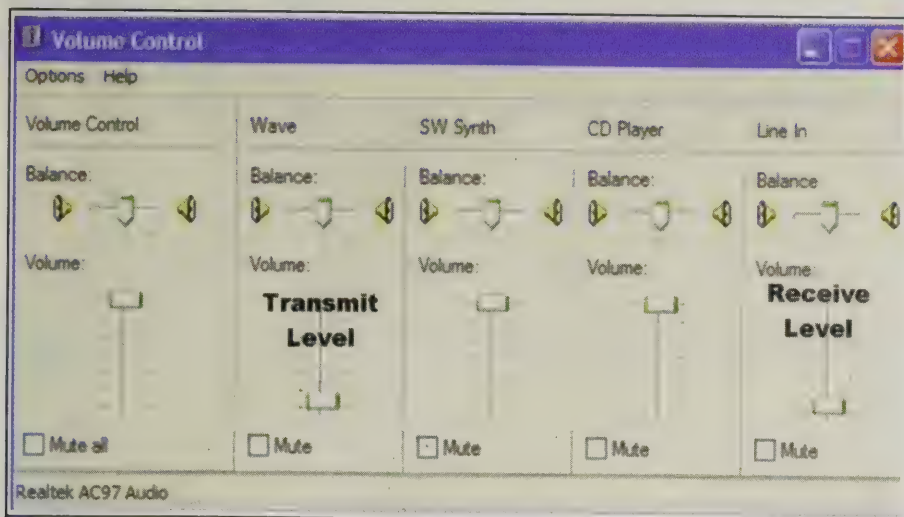 Volume Control
Options Help
Volume Control Wave SW Synth CD Player Line In
Balance: Balance: Balance: Balance: Balance
Volume: Volume: Volume: Volume: Volume
Transmit Level
Receive Level
Mute all Mute Mute Mute Mute
Realtek AC97 Audio